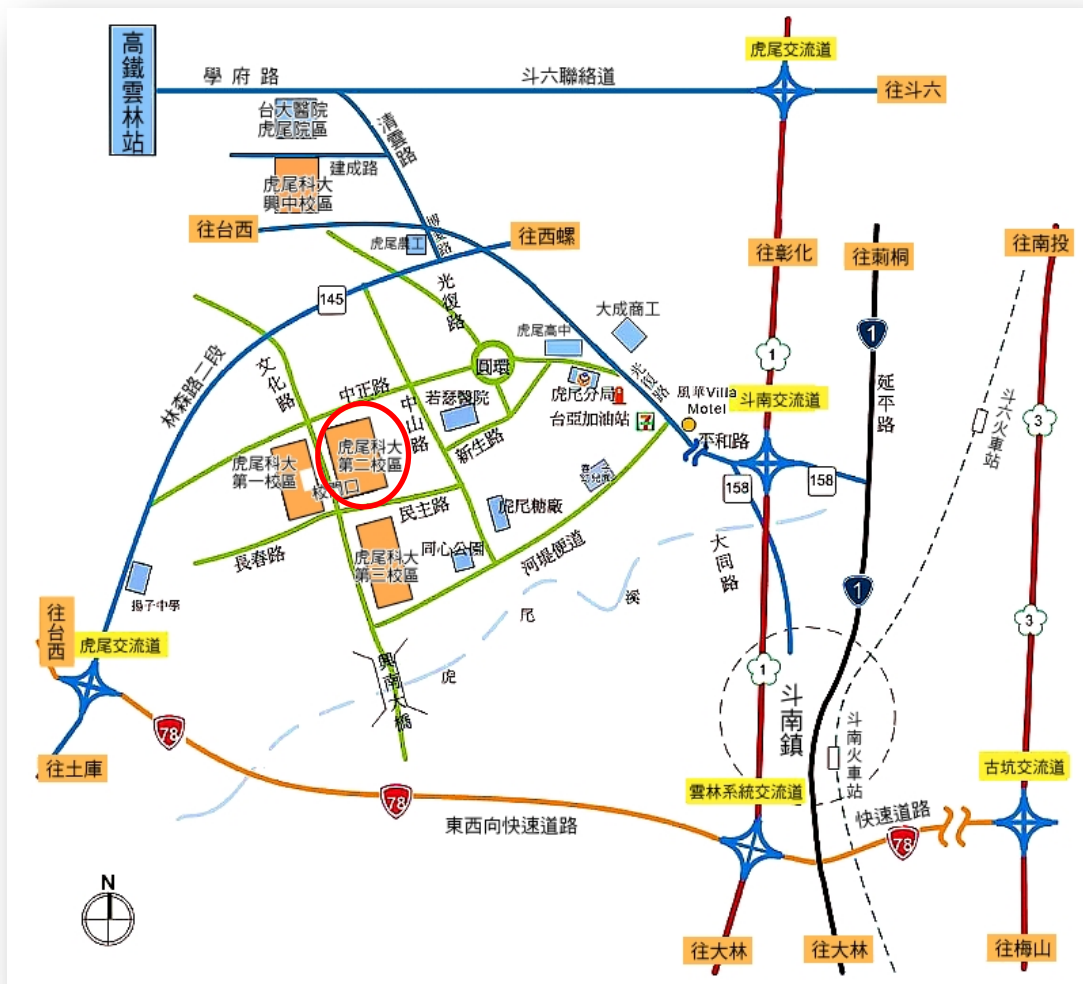 高鐵雲林站
學府路
斗六聯絡道
虎尾交流道
往斗六
台大醫院
虎尾院區
清雲路
建成路
虎尾科大
興中校區
往台西
虎尾農工
往西螺
往彰化
往莿桐
往南投
145
光復路
大成商工
虎尾高中
1
1
延平路
斗六火車站
3
林森路二段
文化路
中正路
圓環
中山路
若瑟醫院
虎尾分局
台亞加油站
7
光復路
風華Villa
Motel
斗南交流道
平和路
158
158
新生路
虎尾科大
第一校區
校門口
虎尾科大
第二校區
民主路
虎尾糖廠
長春路
虎尾科大
第三校區
同心公園
河堤便道
大同路
揚子中學
虎尾溪
1
3
1
往台西
虎尾交流道
興南大橋
斗南鎮
斗南火車站
78
往土庫
78
東西向快速道路
雲林系統交流道
快速道路
78
古坑交流道
N
往大林
往大林
往梅山